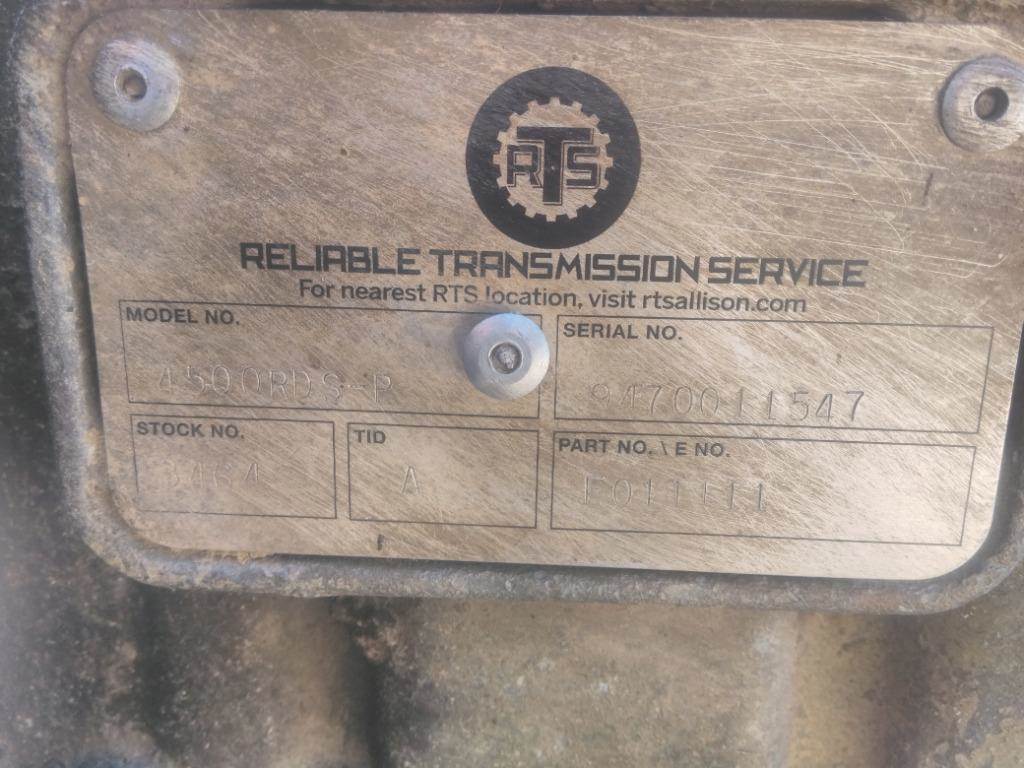 RTS
RELIABLE TRANSMISSION SERVICE
For nearest RTS location, visit rtsallison.com
MODEL NO.
4500RDS-R
SERIAL NO.
9470011547
STOCK NO.
3464
TID
A
PART NO. \ E NO.